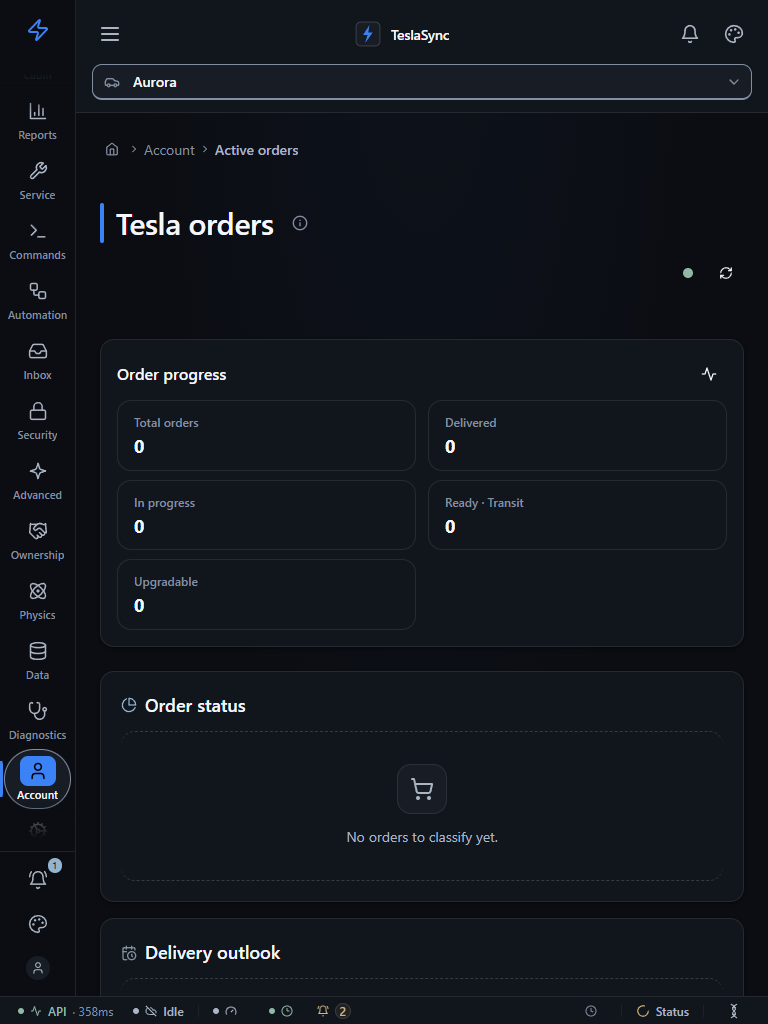 TeslaSync
Aurora
Reports
Service
Commands
Automation
Inbox
Security
Advanced
Ownership
Physics
Data
Diagnostics
Account
1
Account > Active orders
Tesla orders
Order progress
Total orders
0
Delivered
0
In progress
0
Ready · Transit
0
Upgradable
0
Order status
No orders to classify yet.
Delivery outlook
API · 358ms
Idle
2
Status